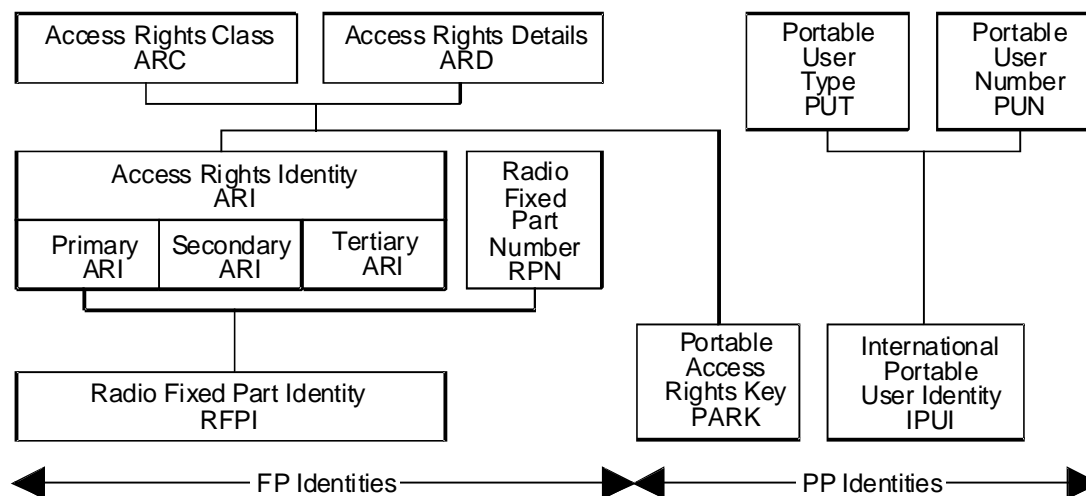 Access Rights Class
ARC
Access Rights Details
ARD
Portable
User
Type
PUT
Portable
User
Number
PUN
Access Rights Identity
ARI
Primary
ARI
Secondary
ARI
Tertiary
ARI
Radio
Fixed
Part
Number
RPN
Radio Fixed Part Identity
RFPI
Portable
Access
Rights Key
PARK
International
Portable
User Identity
IPUI
FP Identities
PP Identities